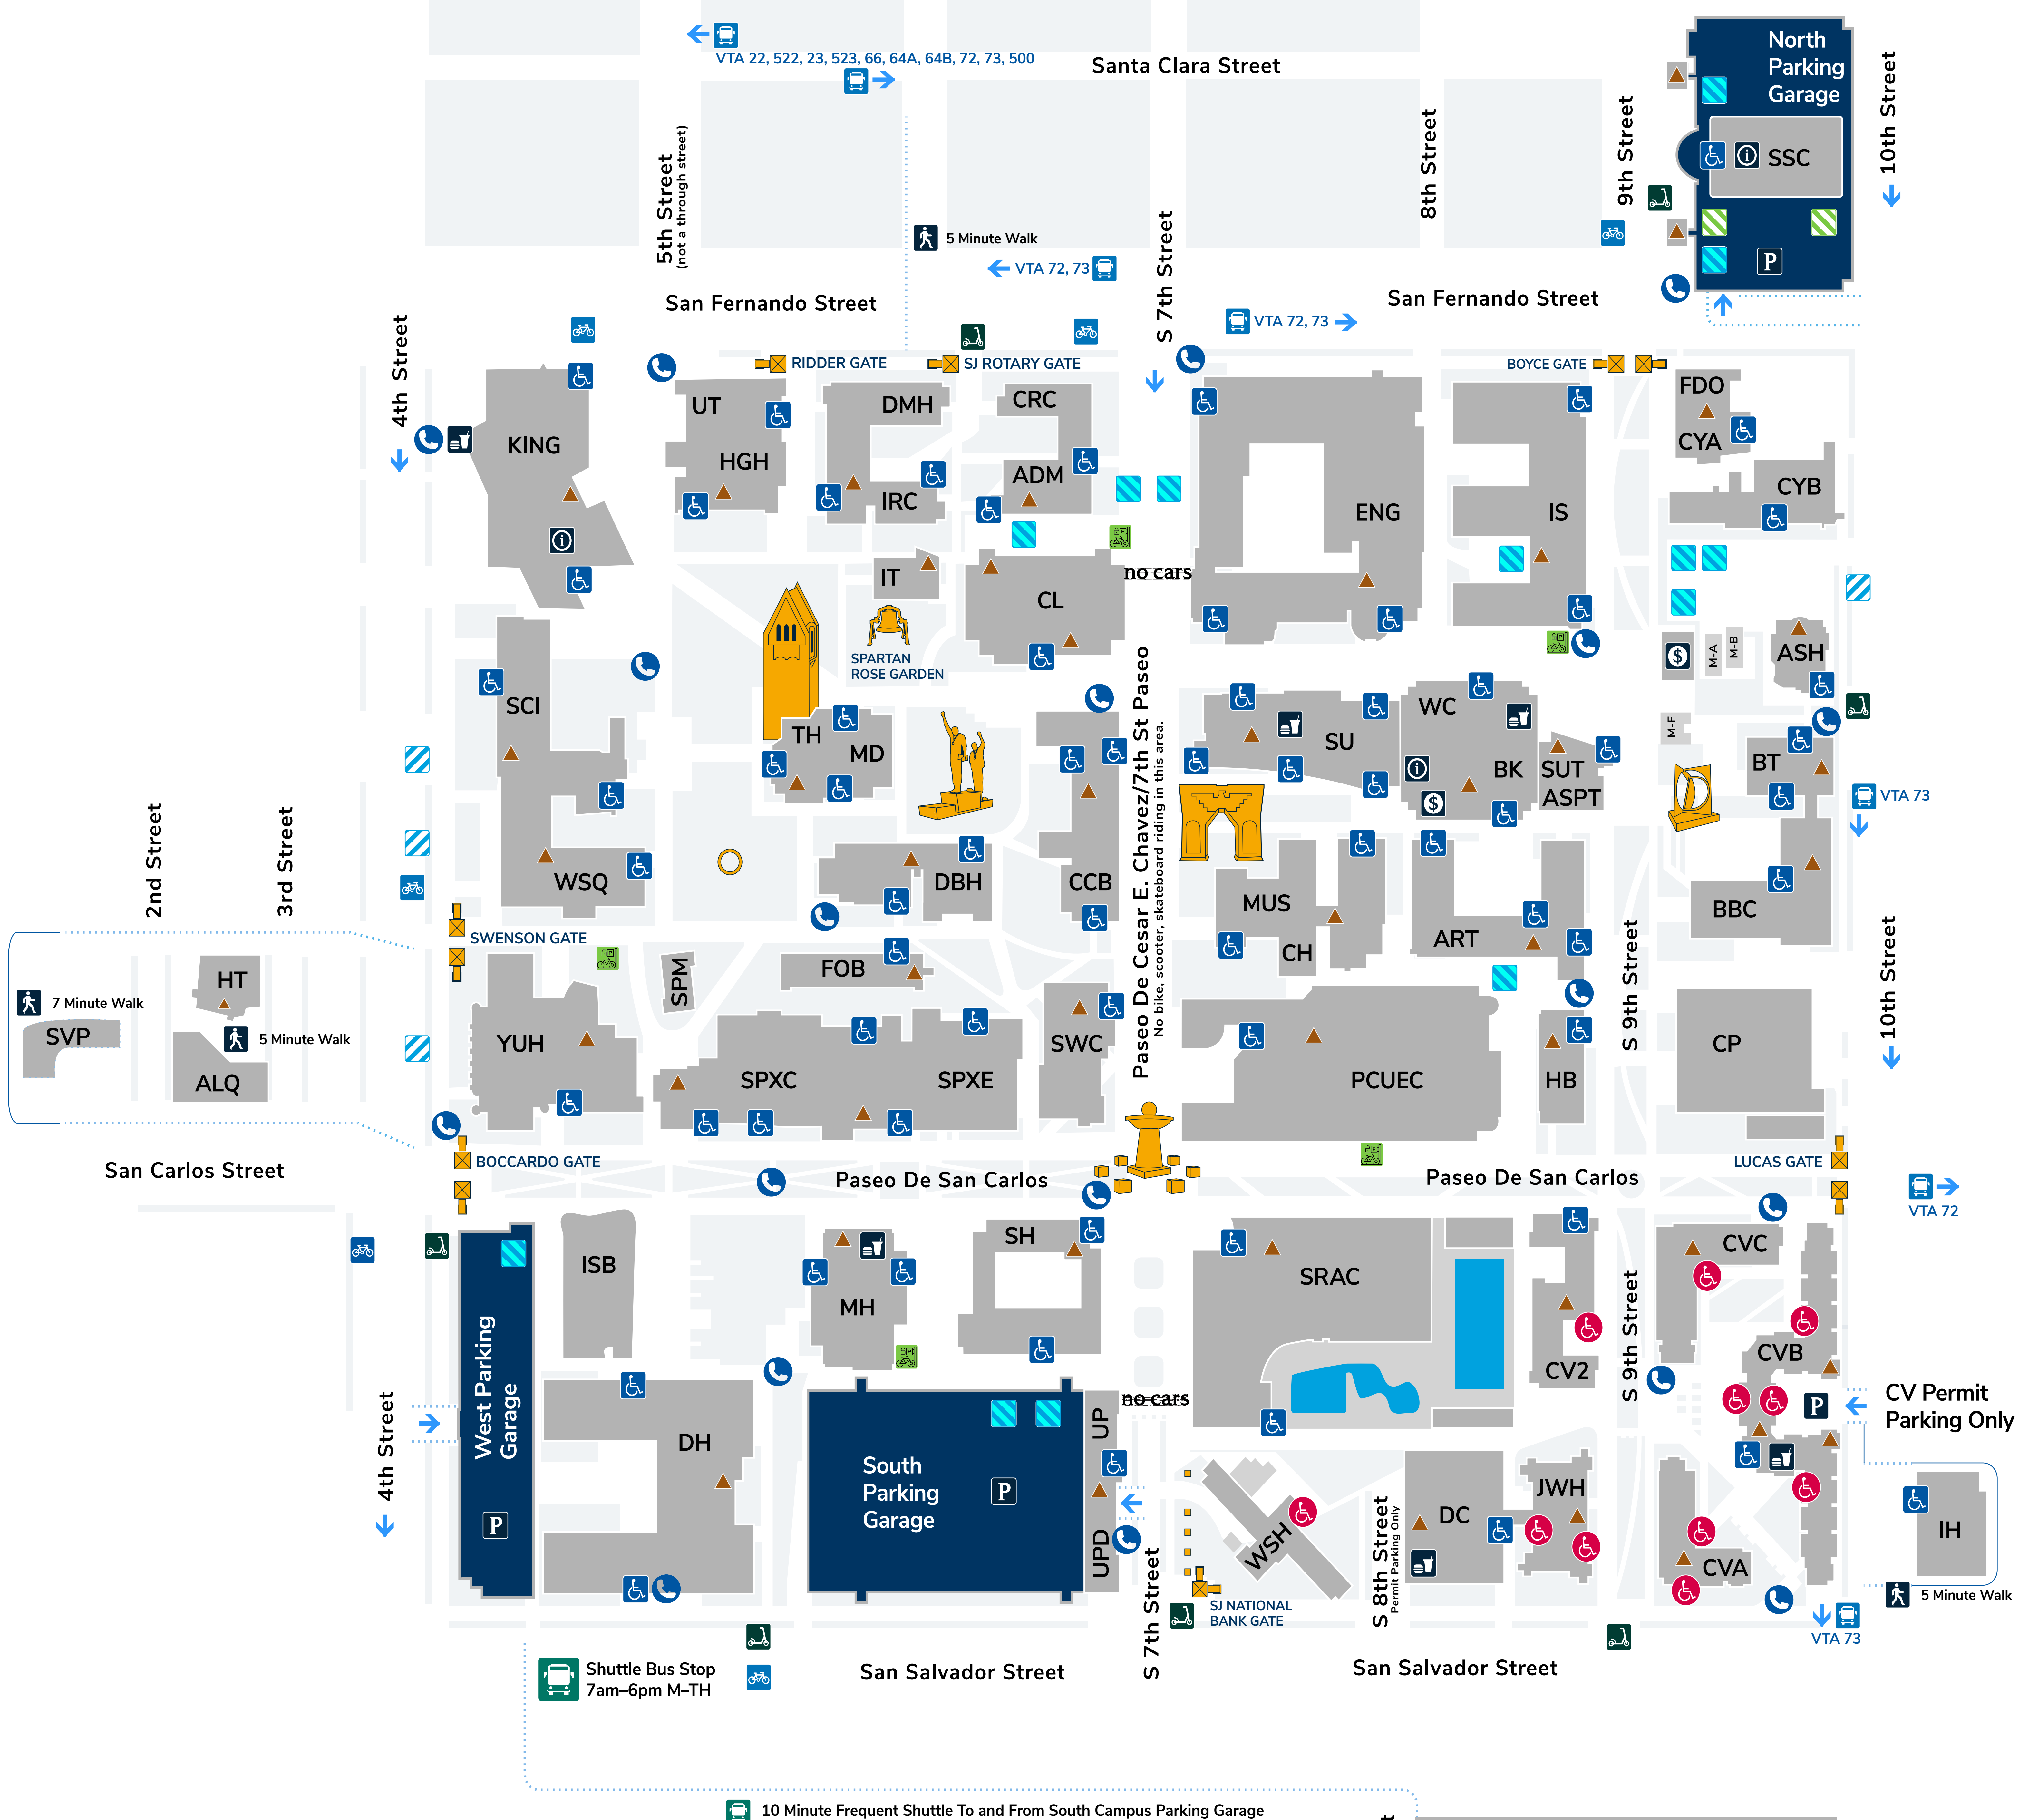 VTA 22, 522, 23, 523, 66, 64A, 64B, 72, 73, 500
Santa Clara Street
North
Parking
Garage
SSC
P
10th Street
9th Street
8th Street
S 7th Street
5th Street
(not a through street)
5 Minute Walk
VTA 72, 73
San Fernando Street
San Fernando Street
VTA 72, 73
4th Street
RIDDER GATE
SJ ROTARY GATE
BOYCE GATE
KING
UT
HGH
DMH
IRC
CRC
ADM
ENG
IS
FDO
CYA
CYB
IT
CL
no cars
SPARTAN
ROSE GARDEN
$
M-A
M-B
ASH
SCI
TH
MD
Paseo De Cesar E. Chavez/7th St Paseo
No bike, scooter, skateboard riding in this area.
SU
WC
BK
$
SUT
ASPT
M-F
BT
VTA 73
2nd Street
3rd Street
WSQ
DBH
CCB
MUS
CH
ART
BBC
SWENSON GATE
S 9th Street
10th Street
HT
7 Minute Walk
SVP
5 Minute Walk
ALQ
YUH
SPM
FOB
SPXC
SPXE
SWC
PCUEC
HB
CP
San Carlos Street
BOCCARDO GATE
Paseo De San Carlos
Paseo De San Carlos
LUCAS GATE
VTA 72
West Parking
Garage
P
ISB
MH
SH
SRAC
CV2
S 9th Street
CVC
CVB
P
CV Permit
Parking Only
4th Street
DH
South
Parking
Garage
P
UP
UPD
no cars
S 7th Street
WSH
S 8th Street
Permit Parking Only
DC
JWH
CVA
IH
5 Minute Walk
SJ NATIONAL
BANK GATE
VTA 73
Shuttle Bus Stop
7am–6pm M–TH
San Salvador Street
San Salvador Street
10 Minute Frequent Shuttle To and From South Campus Parking Garage